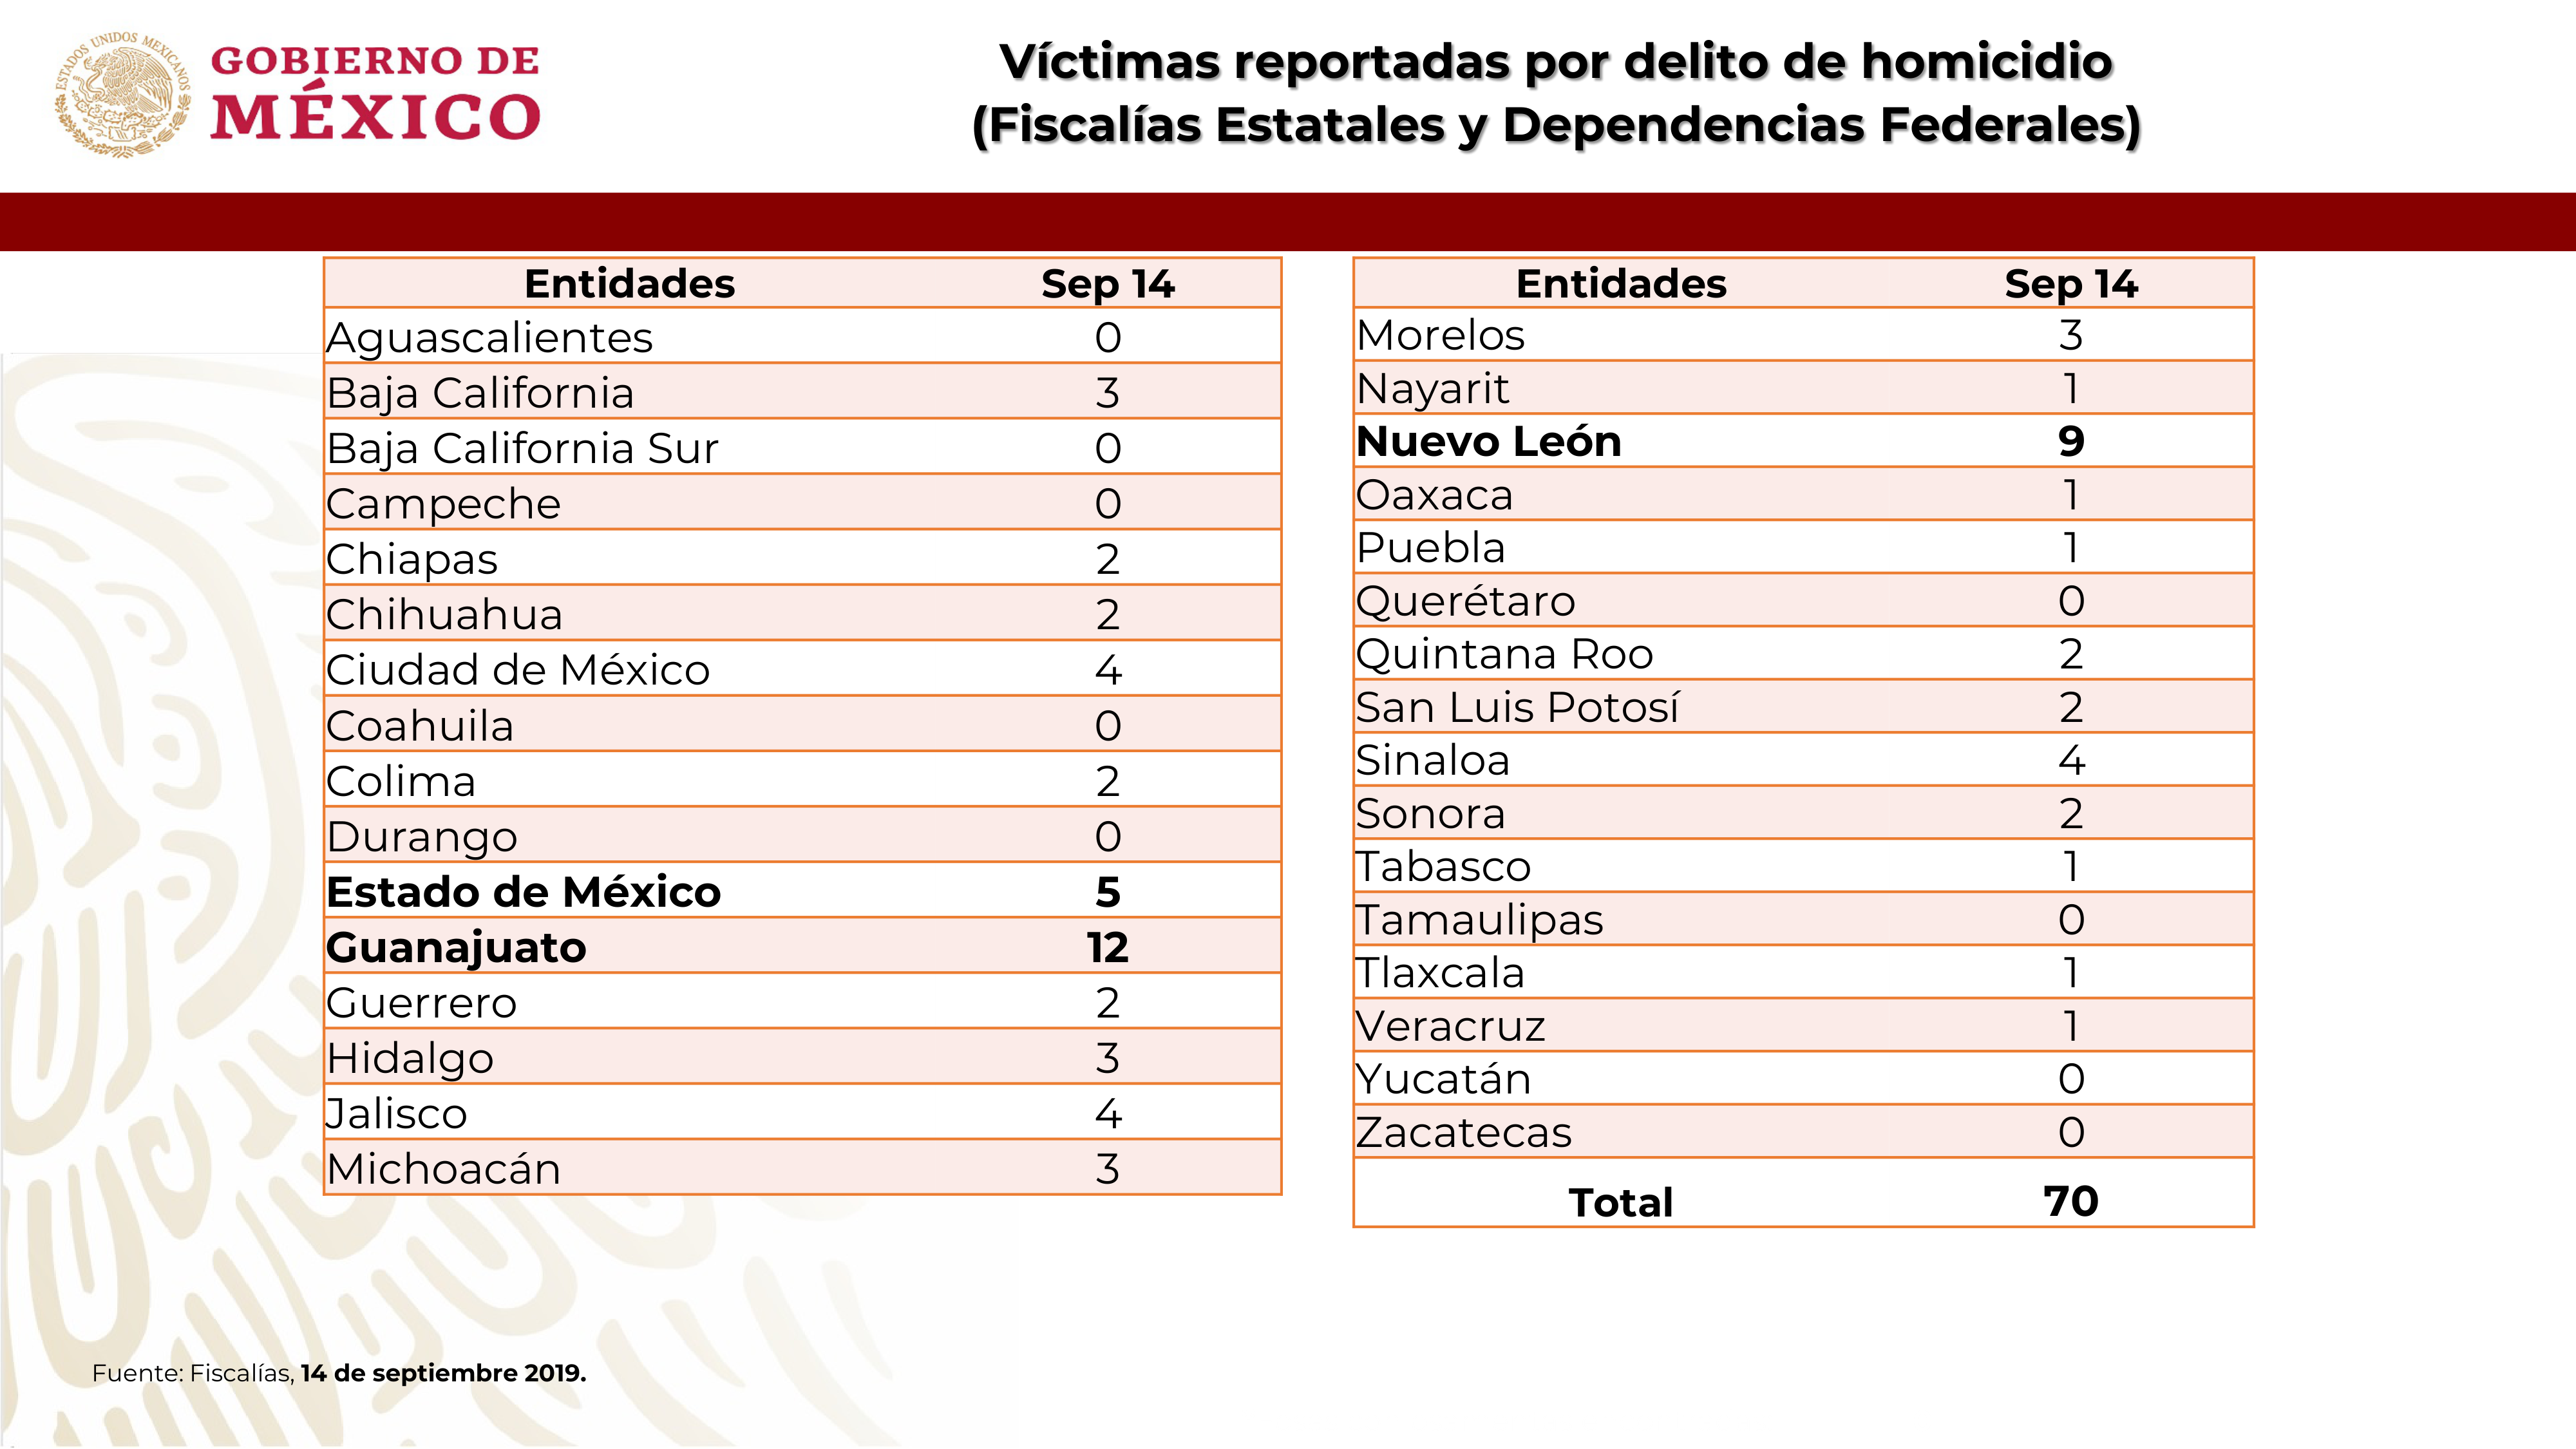 ESTADOS UNIDOS MEXICANOS
GOBIERNO DE
MÉXICO
Víctimas reportadas por delito de homicidio
(Fiscalías Estatales y Dependencias Federales)
Entidades Sep 14
Aguascalientes 0
Baja California 3
Baja California Sur 0
Campeche 0
Chiapas 2
Chihuahua 2
Ciudad de México 4
Coahuila 0
Colima 2
Durango 0
Estado de México 5
Guanajuato 12
Guerrero 2
Hidalgo 3
Jalisco 4
Michoacán 3
Entidades Sep 14
Morelos 3
Nayarit 1
Nuevo León 9
Oaxaca 1
Puebla 1
Querétaro 0
Quintana Roo 2
San Luis Potosí 2
Sinaloa 4
Sonora 2
Tabasco 1
Tamaulipas 0
Tlaxcala 1
Veracruz 1
Yucatán 0
Zacatecas 0
Total 70
Fuente: Fiscalías, 14 de septiembre 2019.